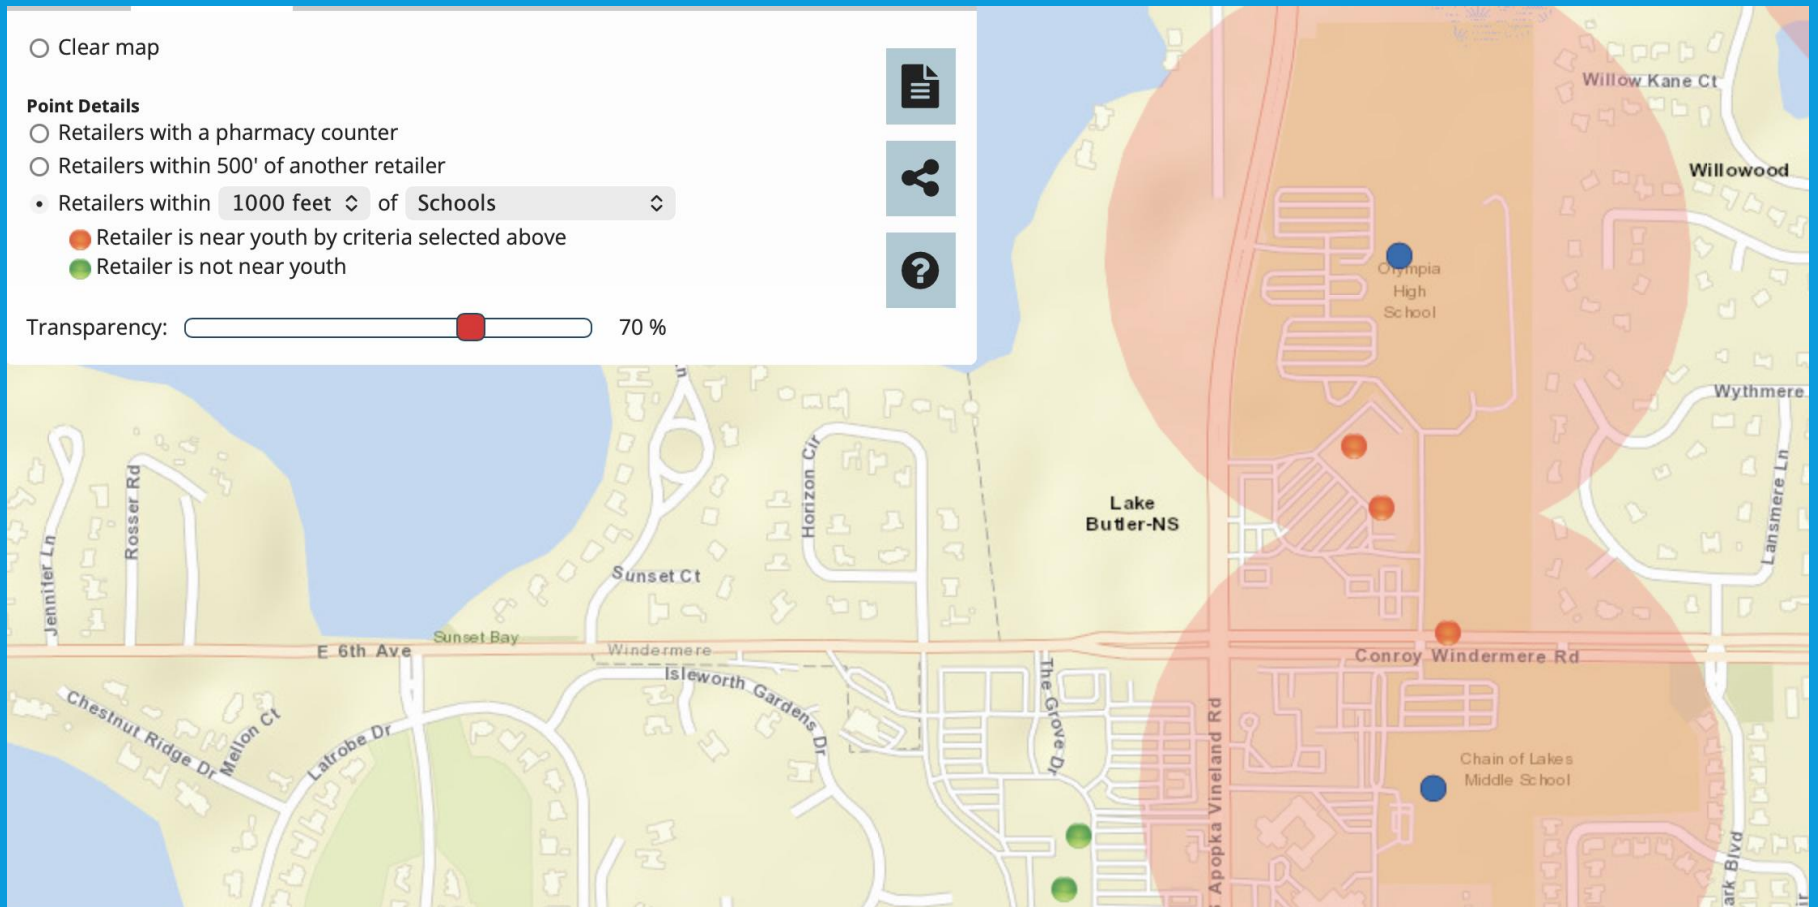 Clear map
Point Details
Retailers with a pharmacy counter
Retailers within 500' of another retailer
Retailers within 1000 feet of Schools
Retailer is near youth by criteria selected above
Retailer is not near youth
Transparency: 70 %
Willow Kane Ct
Willowood
Olympia
High
School
Wythmere
Lansmere Ln
Lake
Butler-NS
Horizon Cir
Rosser Rd
Jennifer Ln
Sunset Ct
Sunset Bay
E 6th Ave
Windermere
Conroy Windermere Rd
Isleworth Gardens Dr
The Grove Dr
Chestnut Ridge Dr
Mellon Ct
Latrobe Dr
Apopka Vineland Rd
Chain of Lakes
Middle School
ark Blvd